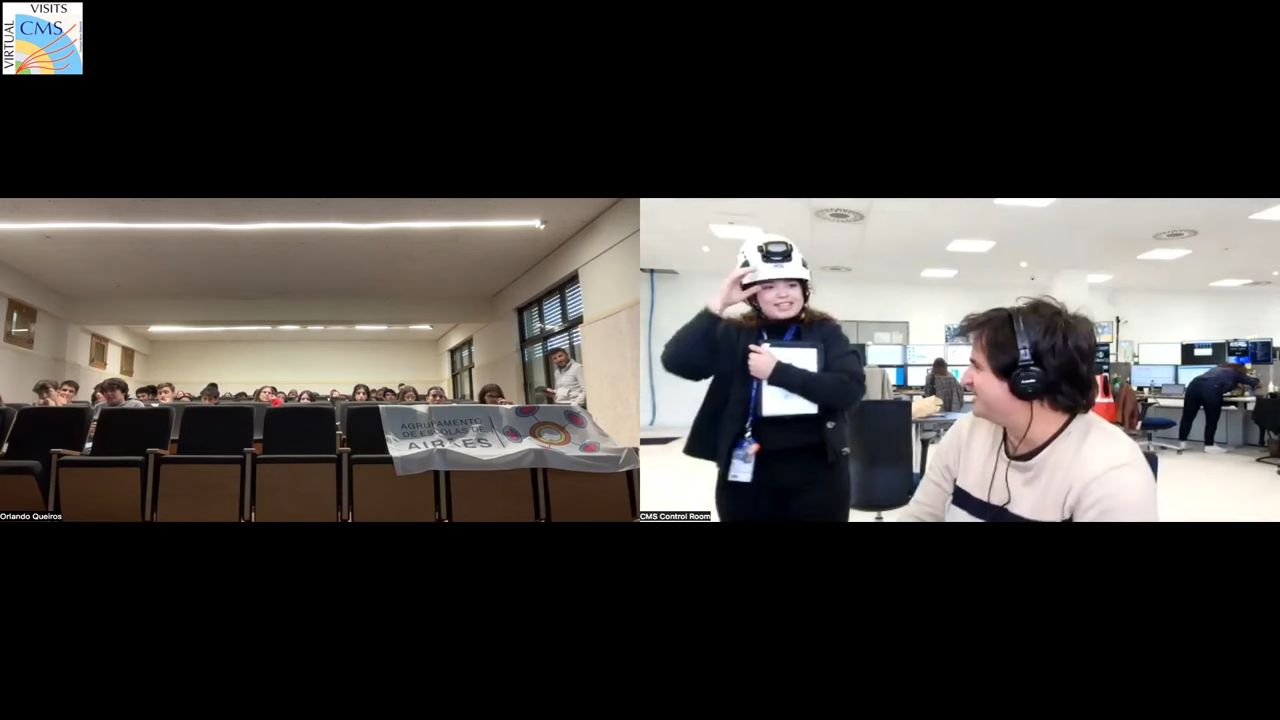 VISITS
CMS
VIRTUAL
AGRUPAMENTO
DE ESCOLAS DE
AIRÃES
Orlando Queiros
CMS Control Room